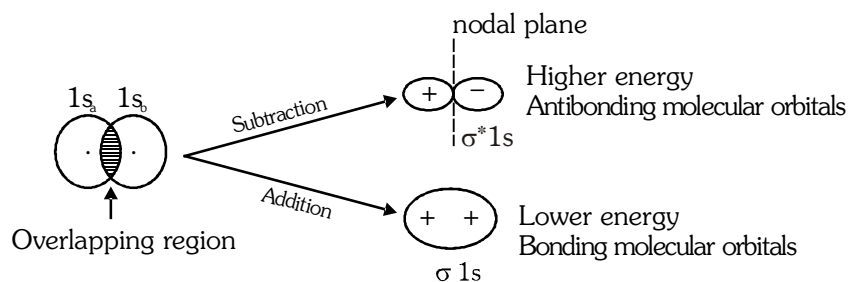 nodal plane
1sₐ 1s_b
Subtraction
+ −
Higher energy
Antibonding molecular orbitals
σ*1s
Addition
Overlapping region
+ +
Lower energy
Bonding molecular orbitals
σ 1s